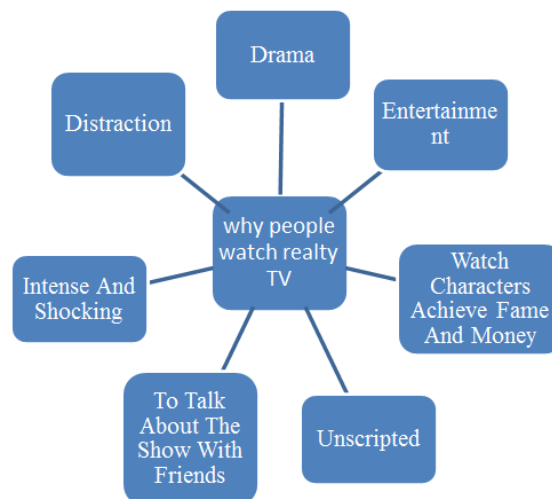 Drama
Entertainme
nt
Distraction
why people
watch realty
TV
Watch
Characters
Achieve Fame
And Money
Intense And
Shocking
Unscripted
To Talk
About The
Show With
Friends